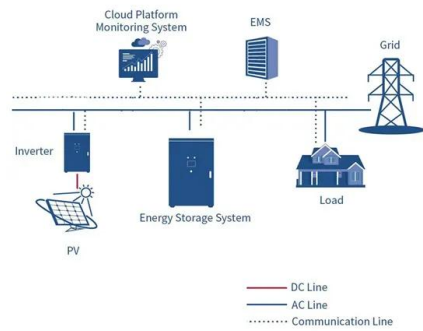 Cloud Platform
Monitoring System
EMS
Grid
Inverter
Energy Storage System
Load
PV
DC Line
AC Line
Communication Line